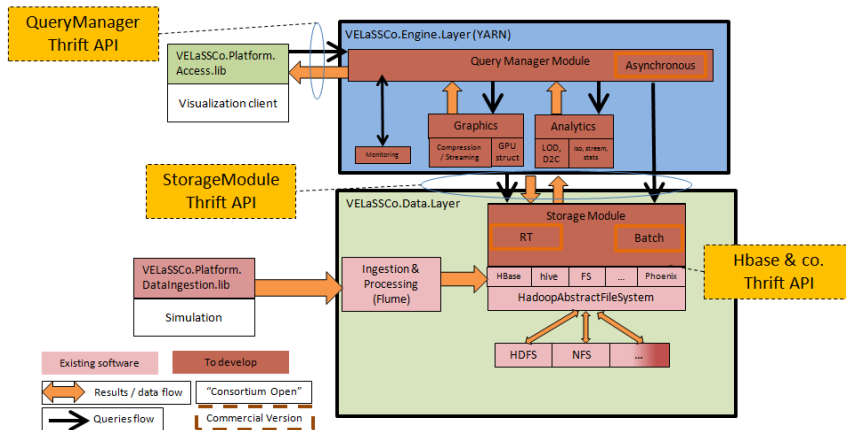 QueryManager
Thrift API
VELaSSCo.Platform.
Access.lib
Visualization client
VELaSSCo.Engine.Layer (YARN)
Query Manager Module
Asynchronous
Monitoring
Graphics
Compression
/ Streaming
GPU
struct
Analytics
LOD,
D2C
Iso, stream,
stats
StorageModule
Thrift API
VELaSSCo.Data.Layer
Storage Module
RT
Batch
Hbase & co.
Thrift API
HBase
hive
FS
...
Phoenix
HadoopAbstractFileSystem
VELaSSCo.Platform.
DataIngestion.lib
Simulation
Ingestion &
Processing
(Flume)
HDFS
NFS
...
Existing software
To develop
Results / data flow
“Consortium Open”
Queries flow
Commercial Version